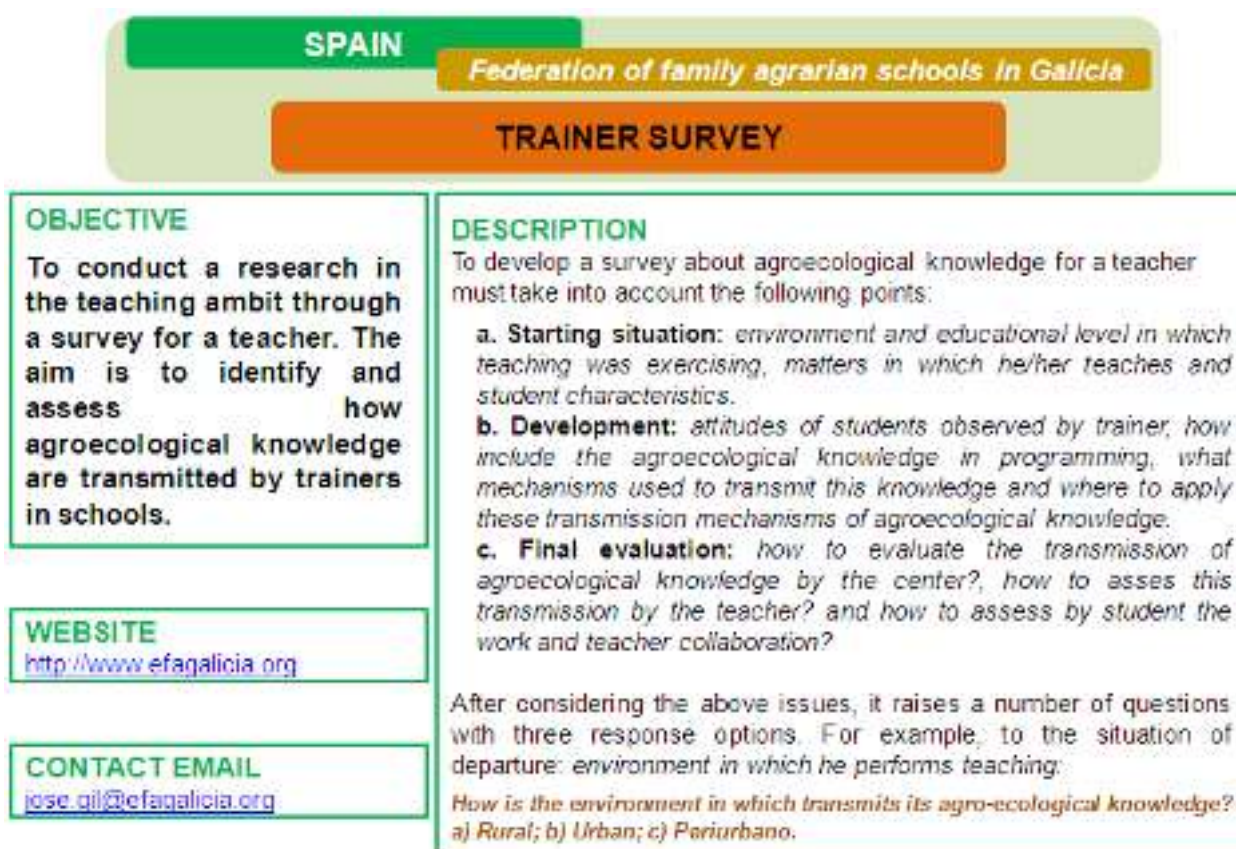 SPAIN
Federation of family agrarian schools in Galicia
TRAINER SURVEY
OBJECTIVE
To conduct a research in
the teaching ambit through
a survey for a teacher. The
aim is to identify and
assess how
agroecological knowledge
are transmitted by trainers
in schools.
WEBSITE
http://www.efagalicia.org
CONTACT EMAIL
jose.gil@efagalicia.org
DESCRIPTION
To develop a survey about agroecological knowledge for a teacher
must take into account the following points:
a. Starting situation: environment and educational level in which
teaching was exercising, matters in which he/her teaches and
student characteristics.
b. Development: attitudes of students observed by trainer, how
include the agroecological knowledge in programming, what
mechanisms used to transmit this knowledge and where to apply
these transmission mechanisms of agroecological knowledge.
c. Final evaluation: how to evaluate the transmission of
agroecological knowledge by the center?, how to asses this
transmission by the teacher? and how to assess by student the
work and teacher collaboration?
After considering the above issues, it raises a number of questions
with three response options. For example, to the situation of
departure: environment in which he performs teaching:
How is the environment in which transmits its agro-ecological knowledge?
a) Rural; b) Urban; c) Periurbano.